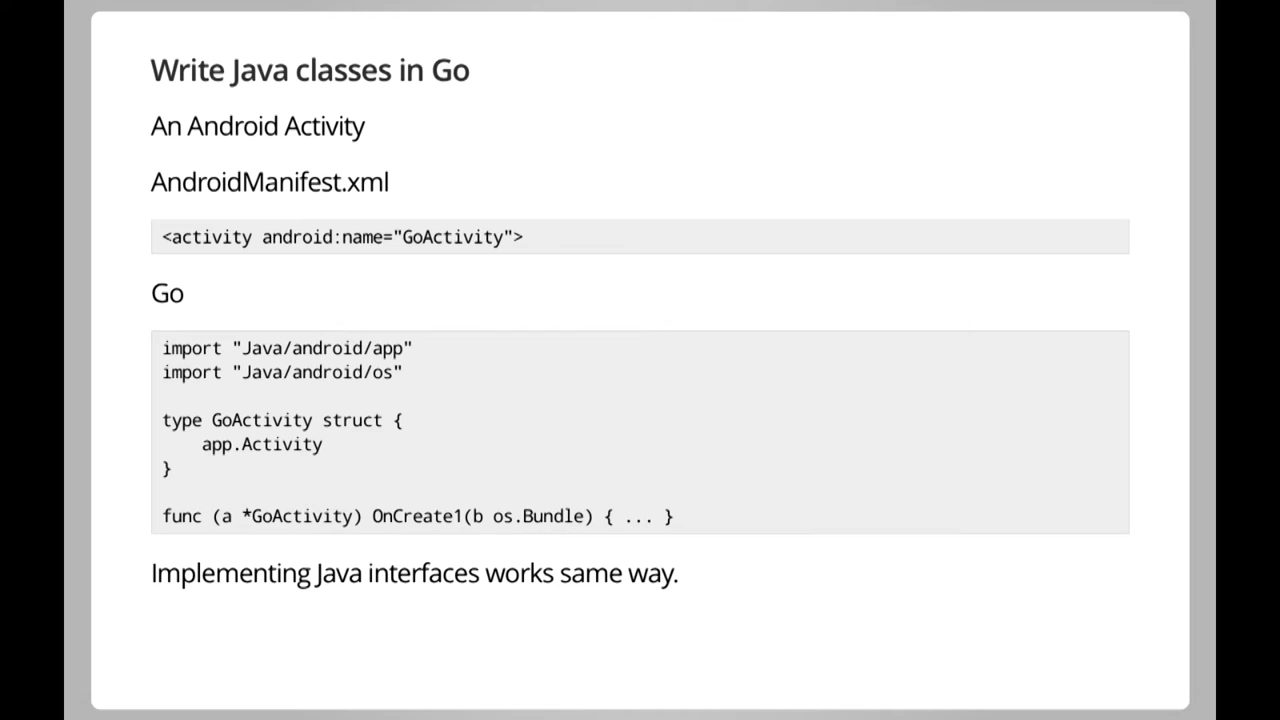 Write Java classes in Go
An Android Activity
AndroidManifest.xml
<activity android:name="GoActivity">
Go
import "Java/android/app"
import "Java/android/os"
type GoActivity struct {
    app.Activity
}
func (a *GoActivity) OnCreate1(b os.Bundle) { ... }
Implementing Java interfaces works same way.